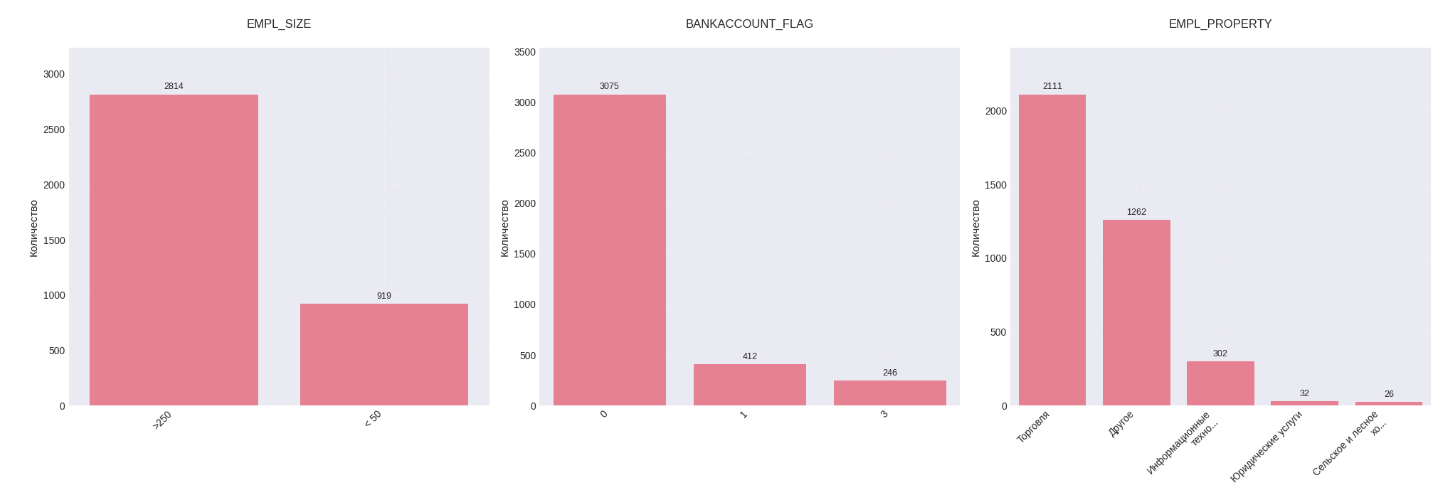 EMPL_SIZE
Количество
3000
2500
2000
1500
1000
500
0
2814
919
>250
< 50
BANKACCOUNT_FLAG
Количество
3500
3000
2500
2000
1500
1000
500
0
3075
412
246
0
1
3
EMPL_PROPERTY
Количество
2000
1500
1000
500
0
2111
1262
302
32
26
Торговля
Другое
Информационные
техно...
Юридические услуги
Сельское и лесное
хо...